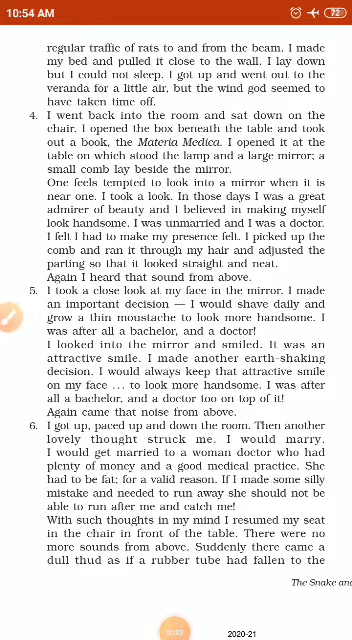 10:54 AM
72
regular traffic of rats to and from the beam. I made
my bed and pulled it close to the wall. I lay down
but I could not sleep. I got up and went out to the
veranda for a little air, but the wind god seemed to
have taken time off.
4. I went back into the room and sat down on the
chair. I opened the box beneath the table and took
out a book, the Materia Medica. I opened it at the
table on which stood the lamp and a large mirror; a
small comb lay beside the mirror.
One feels tempted to look into a mirror when it is
near one. I took a look. In those days I was a great
admirer of beauty and I believed in making myself
look handsome. I was unmarried and I was a doctor.
I felt I had to make my presence felt. I picked up the
comb and ran it through my hair and adjusted the
parting so that it looked straight and neat.
Again I heard that sound from above.
5. I took a close look at my face in the mirror. I made
an important decision — I would shave daily and
grow a thin moustache to look more handsome. I
was after all a bachelor, and a doctor!
I looked into the mirror and smiled. It was an
attractive smile. I made another earth-shaking
decision. I would always keep that attractive smile
on my face ... to look more handsome. I was after
all a bachelor, and a doctor too on top of it!
Again came that noise from above.
6. I got up, paced up and down the room. Then another
lovely thought struck me. I would marry.
I would get married to a woman doctor who had
plenty of money and a good medical practice. She
had to be fat; for a valid reason. If I made some silly
mistake and needed to run away she should not be
able to run after me and catch me!
With such thoughts in my mind I resumed my seat
in the chair in front of the table. There were no
more sounds from above. Suddenly there came a
dull thud as if a rubber tube had fallen to the
The Snake and
00:03
2020-21